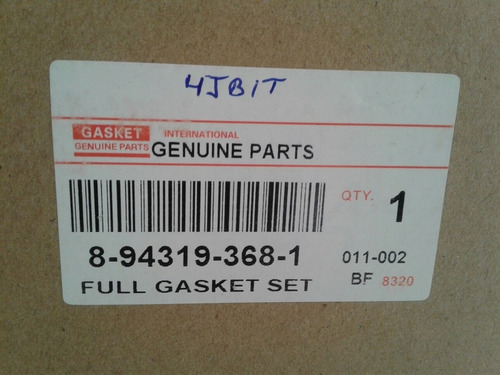 4JB1T
GASKET
GENUINE PARTS
INTERNATIONAL
GENUINE PARTS
QTY. 1
8-94319-368-1
011-002
FULL GASKET SET
BF 8320